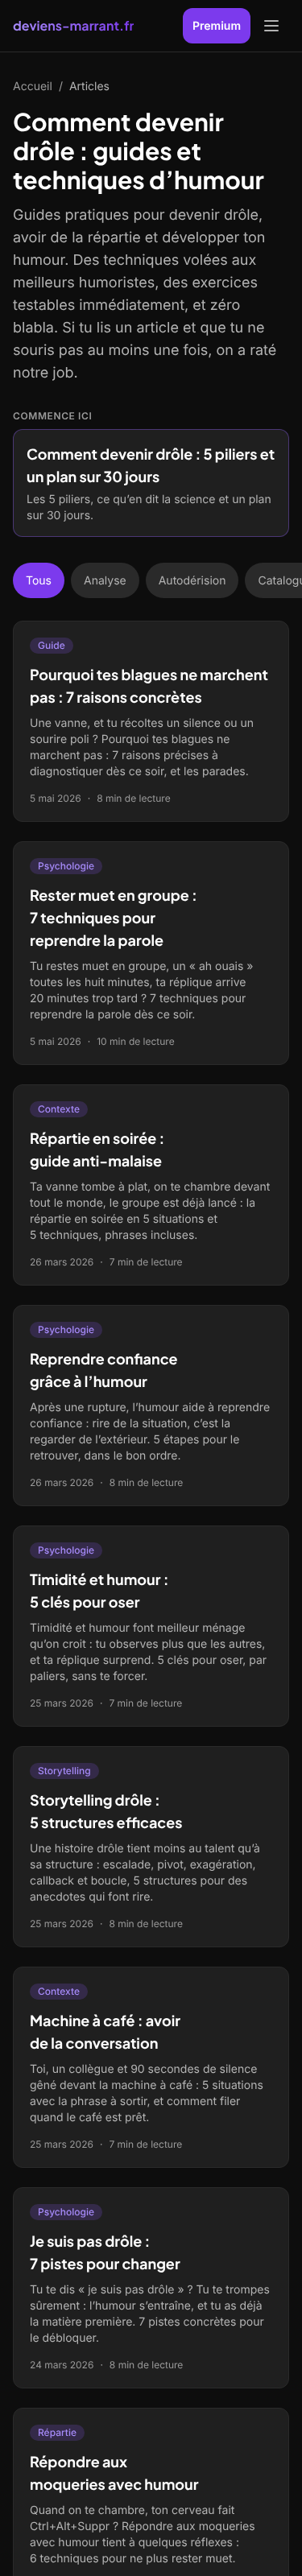 deviens-marrant.fr
Premium
Accueil / Articles
Comment devenir
drôle : guides et
techniques d’humour
Guides pratiques pour devenir drôle,
avoir de la répartie et développer ton
humour. Des techniques volées aux
meilleurs humoristes, des exercices
testables immédiatement, et zéro
blabla. Si tu lis un article et que tu ne
souris pas au moins une fois, on a raté
notre job.
COMMENCE ICI
Comment devenir drôle : 5 piliers et
un plan sur 30 jours
Les 5 piliers, ce qu’en dit la science et un plan
sur 30 jours.
Tous Analyse Autodérision Catalogu
Guide
Pourquoi tes blagues ne marchent
pas : 7 raisons concrètes
Une vanne, et tu récoltes un silence ou un
sourire poli ? Pourquoi tes blagues ne
marchent pas : 7 raisons précises à
diagnostiquer dès ce soir, et les parades.
5 mai 2026 · 8 min de lecture
Psychologie
Rester muet en groupe :
7 techniques pour
reprendre la parole
Tu restes muet en groupe, un « ah ouais »
toutes les huit minutes, ta réplique arrive
20 minutes trop tard ? 7 techniques pour
reprendre la parole dès ce soir.
5 mai 2026 · 10 min de lecture
Contexte
Répartie en soirée :
guide anti-malaise
Ta vanne tombe à plat, on te chambre devant
tout le monde, le groupe est déjà lancé : la
répartie en soirée en 5 situations et
5 techniques, phrases incluses.
26 mars 2026 · 7 min de lecture
Psychologie
Reprendre confiance
grâce à l’humour
Après une rupture, l’humour aide à reprendre
confiance : rire de la situation, c’est la
regarder de l’extérieur. 5 étapes pour le
retrouver, dans le bon ordre.
26 mars 2026 · 8 min de lecture
Psychologie
Timidité et humour :
5 clés pour oser
Timidité et humour font meilleur ménage
qu’on croit : tu observes plus que les autres,
et ta réplique surprend. 5 clés pour oser, par
paliers, sans te forcer.
25 mars 2026 · 7 min de lecture
Storytelling
Storytelling drôle :
5 structures efficaces
Une histoire drôle tient moins au talent qu’à
sa structure : escalade, pivot, exagération,
callback et boucle, 5 structures pour des
anecdotes qui font rire.
25 mars 2026 · 8 min de lecture
Contexte
Machine à café : avoir
de la conversation
Toi, un collègue et 90 secondes de silence
gêné devant la machine à café : 5 situations
avec la phrase à sortir, et comment filer
quand le café est prêt.
25 mars 2026 · 7 min de lecture
Psychologie
Je suis pas drôle :
7 pistes pour changer
Tu te dis « je suis pas drôle » ? Tu te trompes
sûrement : l’humour s’entraîne, et tu as déjà
la matière première. 7 pistes concrètes pour
le débloquer.
24 mars 2026 · 8 min de lecture
Répartie
Répondre aux
moqueries avec humour
Quand on te chambre, ton cerveau fait
Ctrl+Alt+Suppr ? Répondre aux moqueries
avec humour tient à quelques réflexes :
6 techniques pour ne plus rester muet.